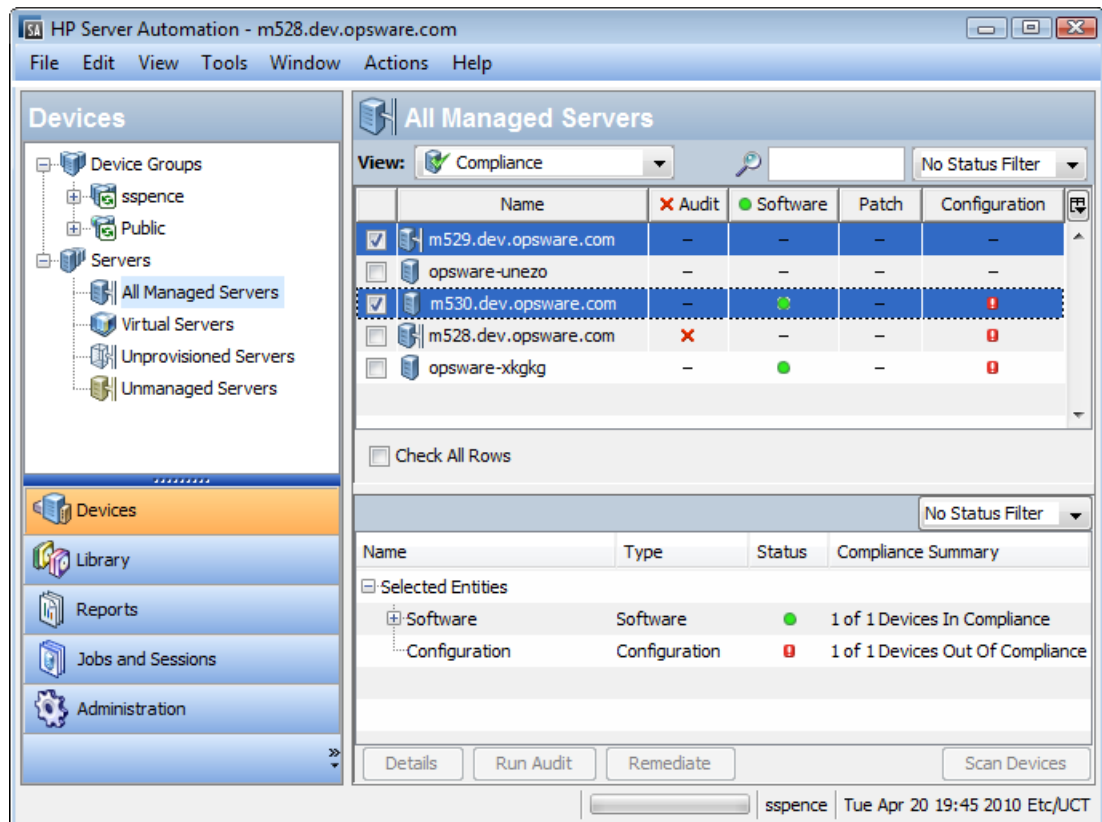 SA HP Server Automation - m528.dev.opsware.com
File Edit View Tools Window Actions Help
Devices
Device Groups
sspence
Public
Servers
All Managed Servers
Virtual Servers
Unprovisioned Servers
Unmanaged Servers
Devices
Library
Reports
Jobs and Sessions
Administration
All Managed Servers
View: Compliance No Status Filter
Name Audit Software Patch Configuration
m529.dev.opsware.com – – – –
opsware-unezo – – – –
m530.dev.opsware.com – –
m528.dev.opsware.com – –
opsware-xkgkg – –
Check All Rows
No Status Filter
Name Type Status Compliance Summary
Selected Entities
Software Software 1 of 1 Devices In Compliance
Configuration Configuration 1 of 1 Devices Out Of Compliance
Details Run Audit Remediate Scan Devices
sspence Tue Apr 20 19:45 2010 Etc/UCT